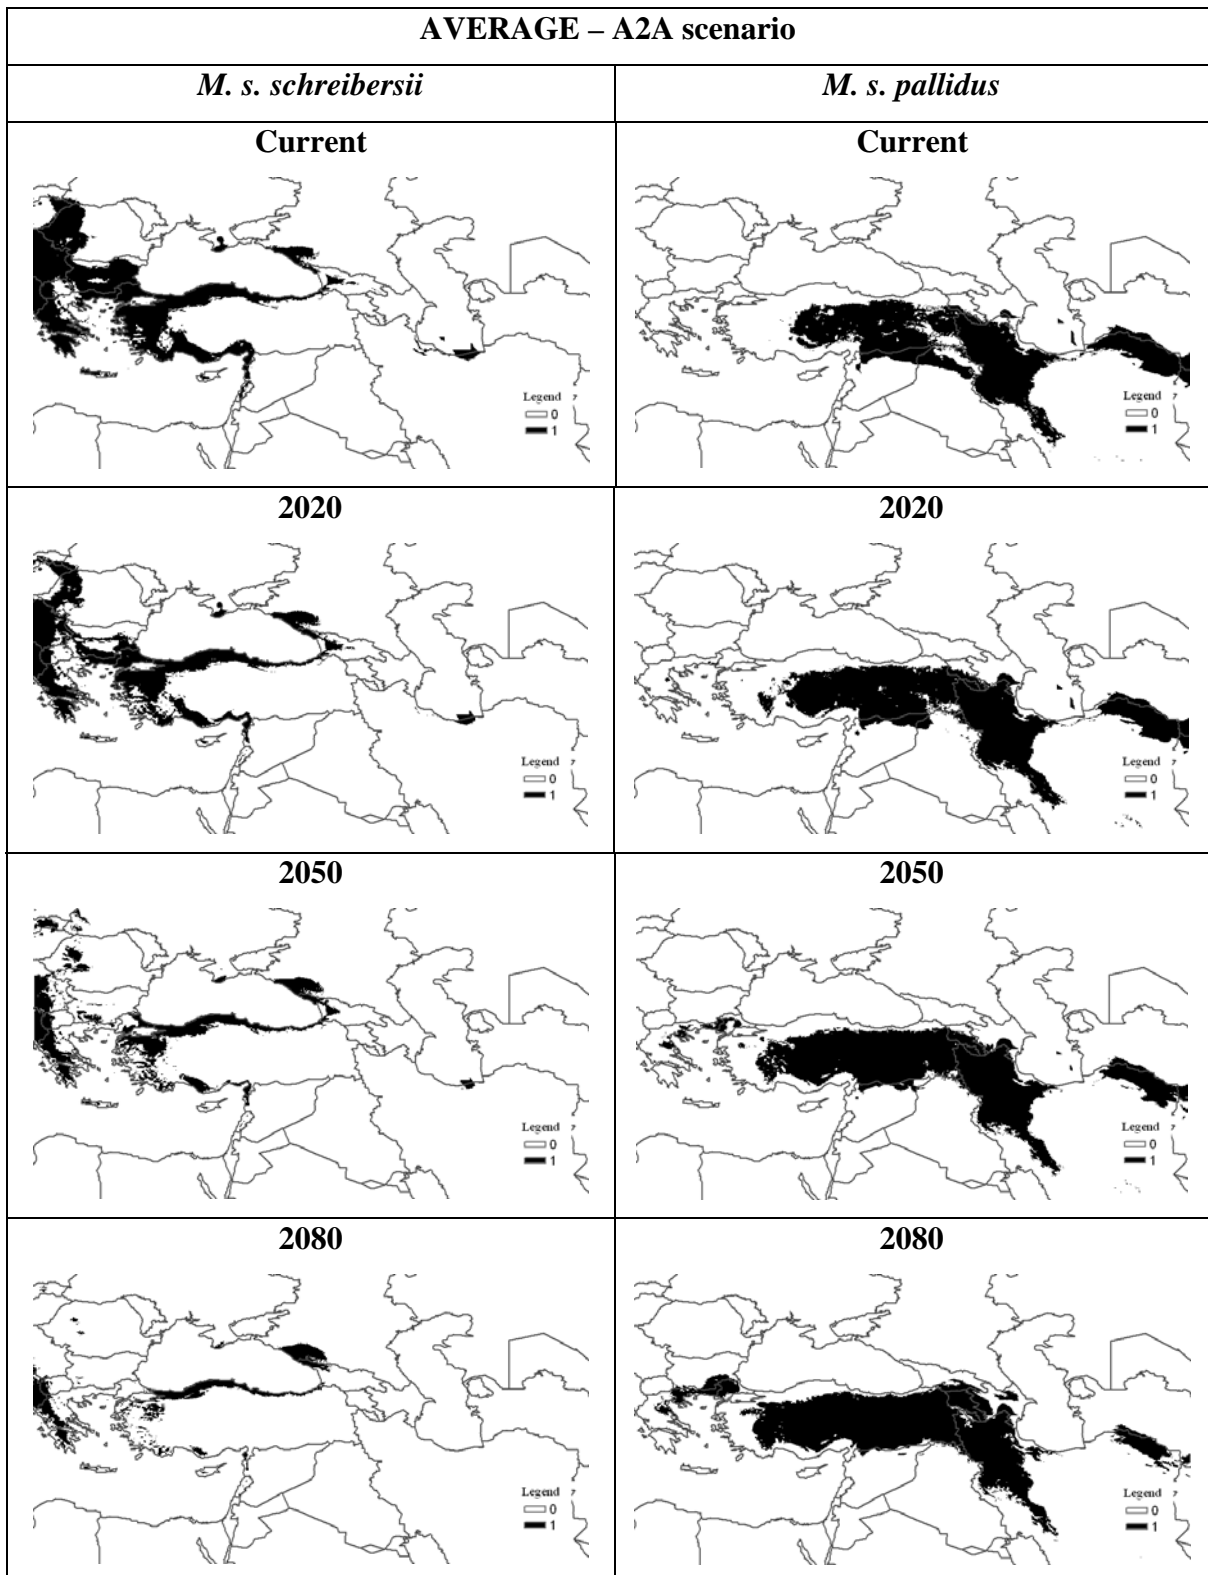 AVERAGE – A2A scenario
M. s. schreibersii
M. s. pallidus
Current
Current
Legend
0
1
Legend
0
1
2020
2020
Legend
0
1
Legend
0
1
2050
2050
Legend
0
1
Legend
0
1
2080
2080
Legend
0
1
Legend
0
1